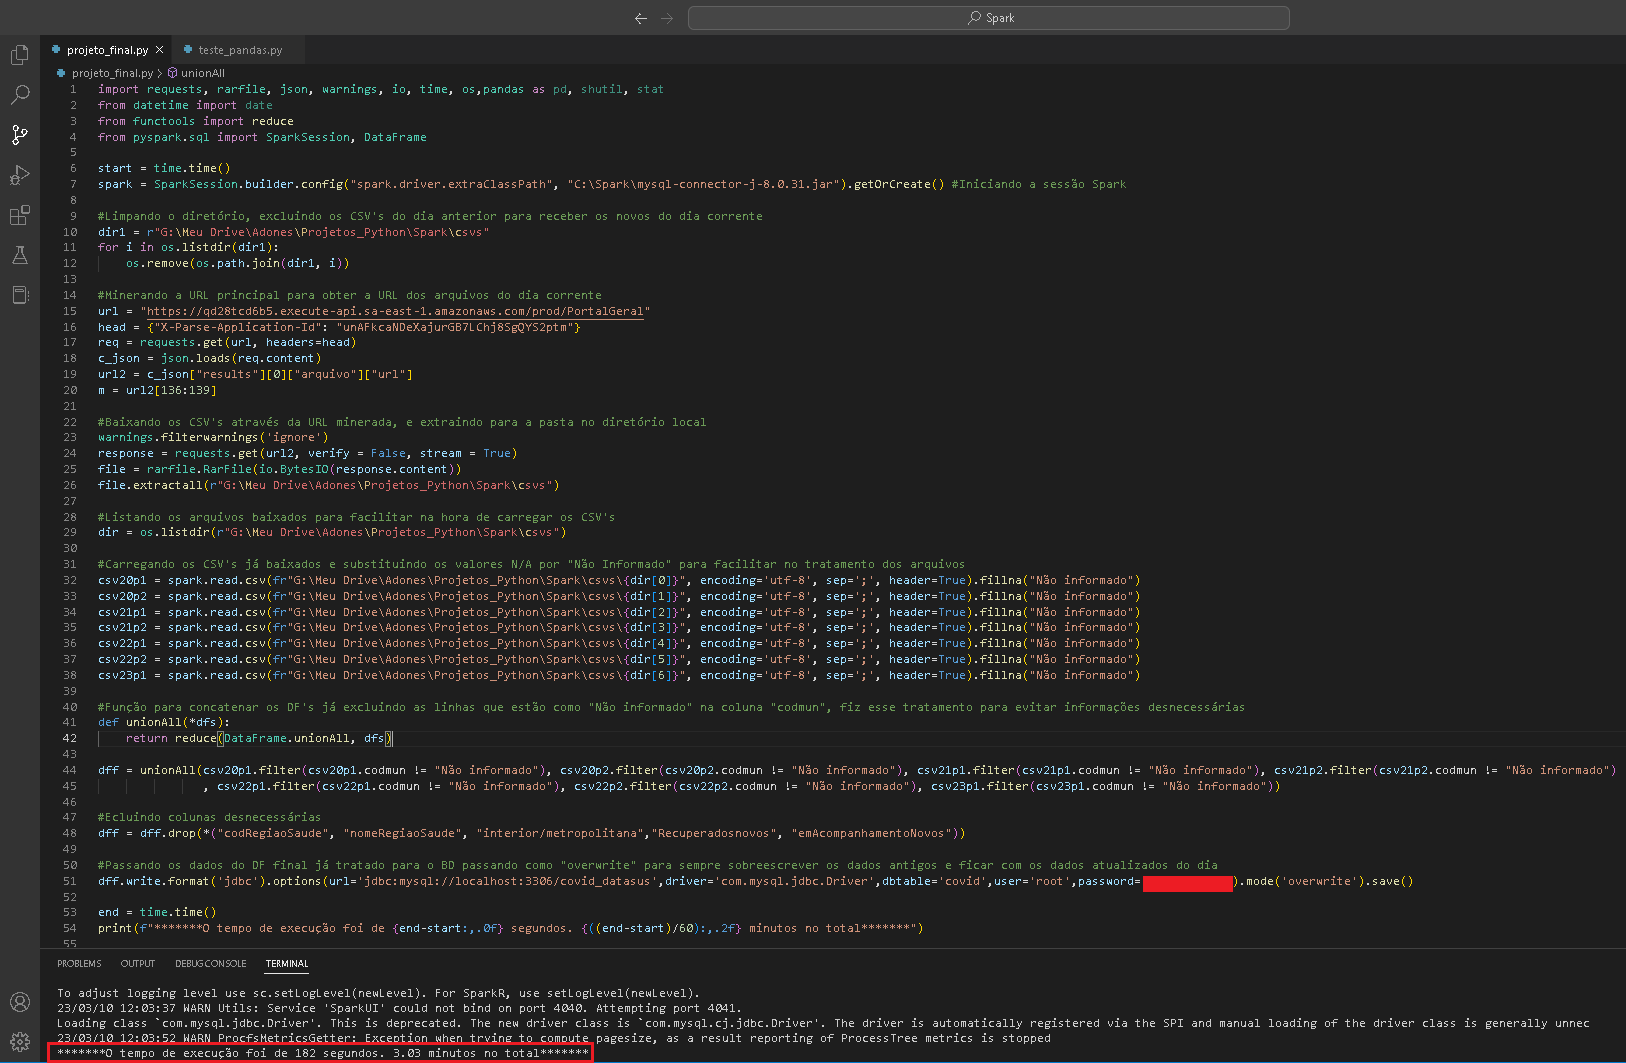 Spark
projeto_final.py
teste_pandas.py
projeto_final.py > unionAll
1 import requests, rarfile, json, warnings, io, time, os,pandas as pd, shutil, stat
2 from datetime import date
3 from functools import reduce
4 from pyspark.sql import SparkSession, DataFrame
5
6 start = time.time()
7 spark = SparkSession.builder.config("spark.driver.extraClassPath", "C:\Spark\mysql-connector-j-8.0.31.jar").getOrCreate() #Iniciando a sessão Spark
8
9 #Limpando o diretório, excluindo os CSV's do dia anterior para receber os novos do dia corrente
10 dir1 = r"G:\Meu Drive\Adones\Projetos_Python\Spark\csvs"
11 for i in os.listdir(dir1):
12     os.remove(os.path.join(dir1, i))
13
14 #Minerando a URL principal para obter a URL dos arquivos do dia corrente
15 url = "https://qd28tcd6b5.execute-api.sa-east-1.amazonaws.com/prod/PortalGeral"
16 head = {"X-Parse-Application-Id": "unAFkcaNDeXajurGB7LChj8SgQYS2ptm"}
17 req = requests.get(url, headers=head)
18 c_json = json.loads(req.content)
19 url2 = c_json["results"][0]["arquivo"]["url"]
20 m = url2[136:139]
21
22 #Baixando os CSV's através da URL minerada, e extraindo para a pasta no diretório local
23 warnings.filterwarnings('ignore')
24 response = requests.get(url2, verify = False, stream = True)
25 file = rarfile.RarFile(io.BytesIO(response.content))
26 file.extractall(r"G:\Meu Drive\Adones\Projetos_Python\Spark\csvs")
27
28 #Listando os arquivos baixados para facilitar na hora de carregar os CSV's
29 dir = os.listdir(r"G:\Meu Drive\Adones\Projetos_Python\Spark\csvs")
30
31 #Carregando os CSV's já baixados e substituindo os valores N/A por "Não Informado" para facilitar no tratamento dos arquivos
32 csv20p1 = spark.read.csv(fr"G:\Meu Drive\Adones\Projetos_Python\Spark\csvs\{dir[0]}", encoding='utf-8', sep=';', header=True).fillna("Não informado")
33 csv20p2 = spark.read.csv(fr"G:\Meu Drive\Adones\Projetos_Python\Spark\csvs\{dir[1]}", encoding='utf-8', sep=';', header=True).fillna("Não informado")
34 csv21p1 = spark.read.csv(fr"G:\Meu Drive\Adones\Projetos_Python\Spark\csvs\{dir[2]}", encoding='utf-8', sep=';', header=True).fillna("Não informado")
35 csv21p2 = spark.read.csv(fr"G:\Meu Drive\Adones\Projetos_Python\Spark\csvs\{dir[3]}", encoding='utf-8', sep=';', header=True).fillna("Não informado")
36 csv22p1 = spark.read.csv(fr"G:\Meu Drive\Adones\Projetos_Python\Spark\csvs\{dir[4]}", encoding='utf-8', sep=';', header=True).fillna("Não informado")
37 csv22p2 = spark.read.csv(fr"G:\Meu Drive\Adones\Projetos_Python\Spark\csvs\{dir[5]}", encoding='utf-8', sep=';', header=True).fillna("Não informado")
38 csv23p1 = spark.read.csv(fr"G:\Meu Drive\Adones\Projetos_Python\Spark\csvs\{dir[6]}", encoding='utf-8', sep=';', header=True).fillna("Não informado")
39
40 #Função para concatenar os DF's já excluindo as linhas que estão como "Não informado" na coluna "codmun", fiz esse tratamento para evitar informações desnecessárias
41 def unionAll(*dfs):
42     return reduce(DataFrame.unionAll, dfs)
43
44 dff = unionAll(csv20p1.filter(csv20p1.codmun != "Não informado"), csv20p2.filter(csv20p2.codmun != "Não informado"), csv21p1.filter(csv21p1.codmun != "Não informado"), csv21p2.filter(csv21p2.codmun != "Não informado")
45                , csv22p1.filter(csv22p1.codmun != "Não informado"), csv22p2.filter(csv22p2.codmun != "Não informado"), csv23p1.filter(csv23p1.codmun != "Não informado"))
46
47 #Ecluindo colunas desnecessárias
48 dff = dff.drop(*("codRegiaoSaude", "nomeRegiaoSaude", "interior/metropolitana","Recuperadosnovos", "emAcompanhamentoNovos"))
49
50 #Passando os dados do DF final já tratado para o BD passando como "overwrite" para sempre sobreescrever os dados antigos e ficar com os dados atualizados do dia
51 dff.write.format('jdbc').options(url='jdbc:mysql://localhost:3306/covid_datasus',driver='com.mysql.jdbc.Driver',dbtable='covid',user='root',password= ).mode('overwrite').save()
52
53 end = time.time()
54 print(f"*******O tempo de execução foi de {end-start:,.0f} segundos. {((end-start)/60):,.2f} minutos no total*******")
55
PROBLEMS OUTPUT DEBUG CONSOLE TERMINAL
To adjust logging level use sc.setLogLevel(newLevel). For SparkR, use setLogLevel(newLevel).
23/03/10 12:03:37 WARN Utils: Service 'SparkUI' could not bind on port 4040. Attempting port 4041.
Loading class `com.mysql.jdbc.Driver'. This is deprecated. The new driver class is `com.mysql.cj.jdbc.Driver'. The driver is automatically registered via the SPI and manual loading of the driver class is generally unnec
23/03/10 12:03:52 WARN ProcfsMetricsGetter: Exception when trying to compute pagesize, as a result reporting of ProcessTree metrics is stopped
*******O tempo de execução foi de 182 segundos. 3.03 minutos no total*******